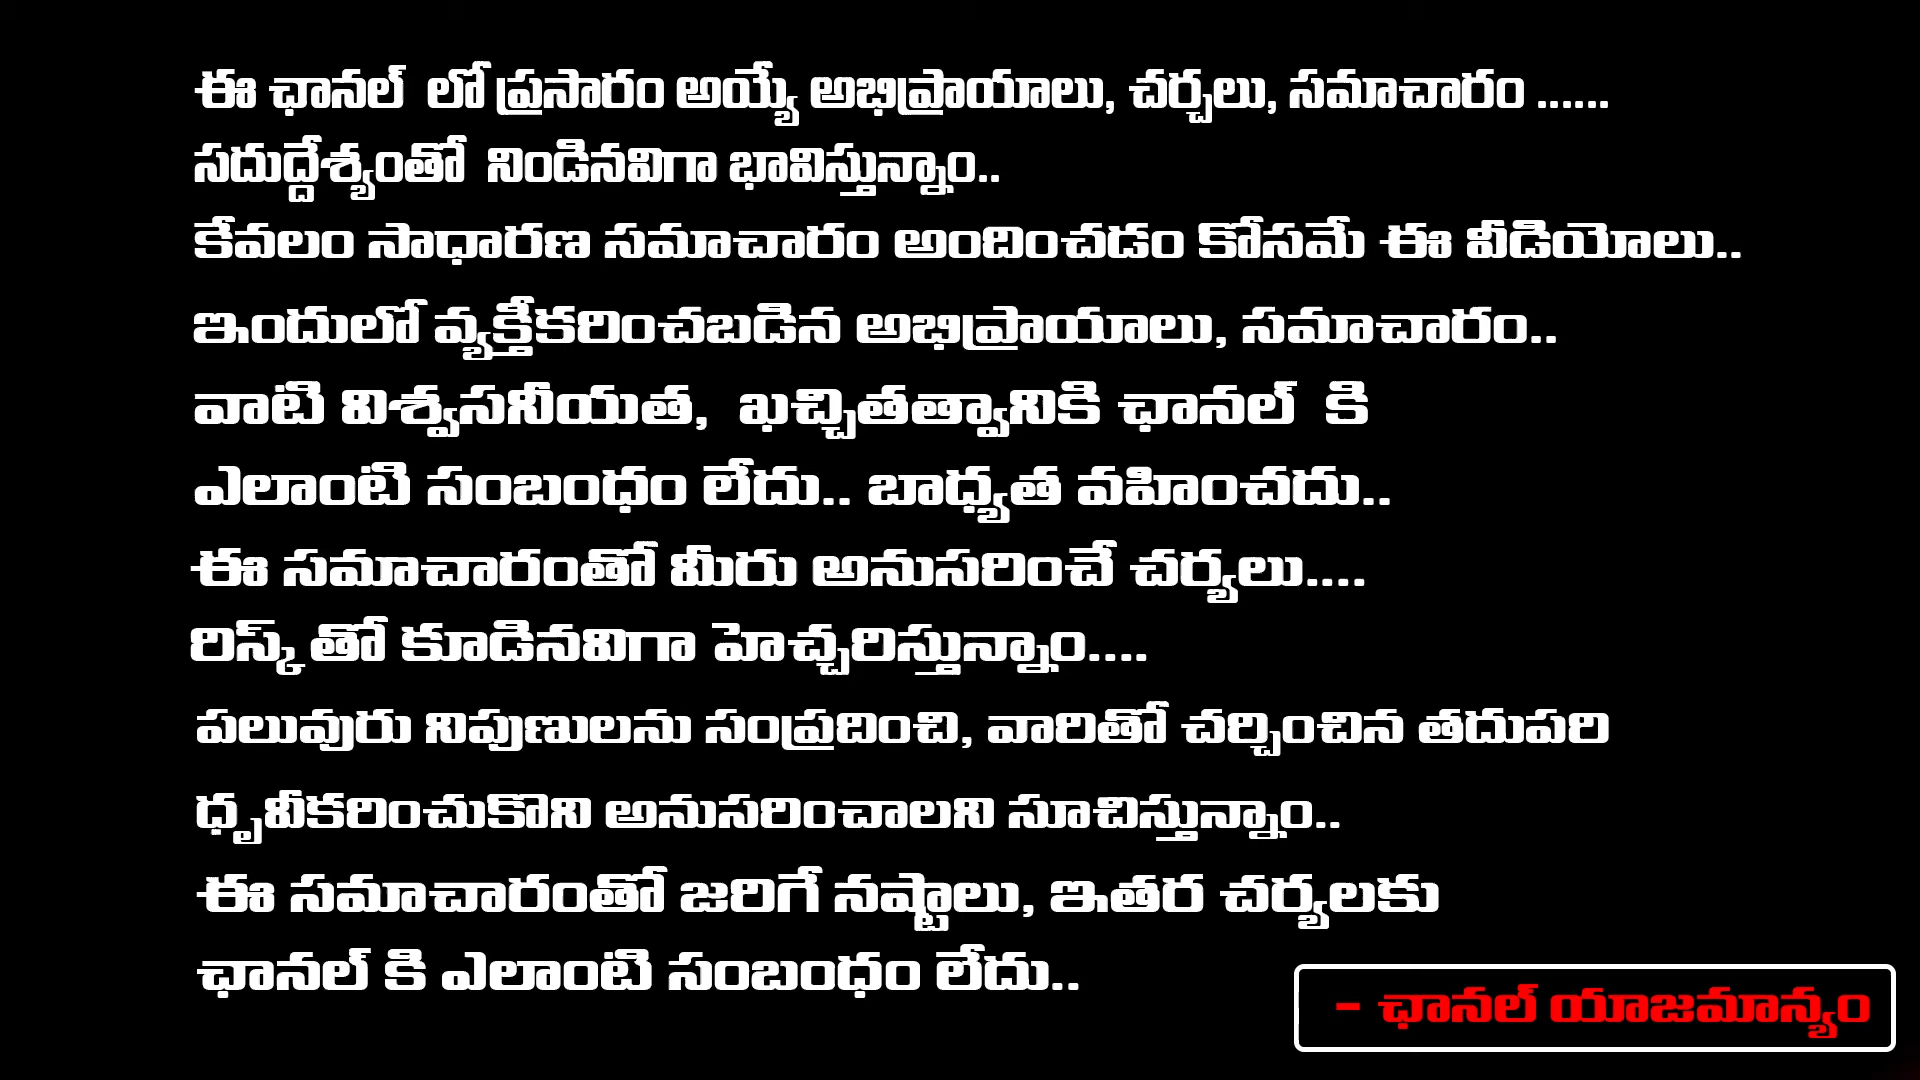 ఈ ఛానల్ లో ప్రసారం అయ్యే అభిప్రాయాలు, చర్చలు, సమాచారం ......
సదుద్దేశ్యంతో నిండినవిగా భావిస్తున్నాం..
కేవలం సాధారణ సమాచారం అందించడం కోసమే ఈ వీడియోలు..
ఇందులో వ్యక్తీకరించబడిన అభిప్రాయాలు, సమాచారం..
వాటి విశ్వసనీయత, ఖచ్చితత్వానికి ఛానల్ కి
ఎలాంటి సంబంధం లేదు.. బాధ్యత వహించదు..
ఈ సమాచారంతో మీరు అనుసరించే చర్యలు....
రిస్క్ తో కూడినవిగా హెచ్చరిస్తున్నాం....
పలువురు నిపుణులను సంప్రదించి, వారితో చర్చించిన తదుపరి
ధృవీకరించుకొని అనుసరించాలని సూచిస్తున్నాం..
ఈ సమాచారంతో జరిగే నష్టాలు, ఇతర చర్యలకు
ఛానల్ కి ఎలాంటి సంబంధం లేదు..
- ఛానల్ యాజమాన్యం